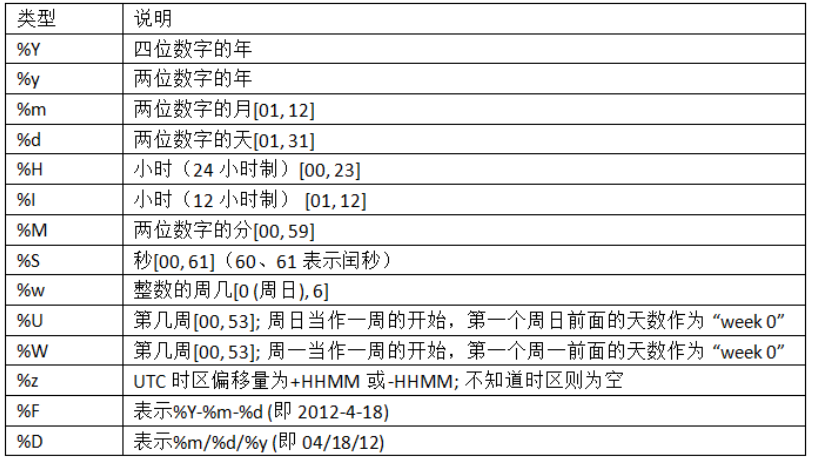 类型 说明
%Y 四位数字的年
%y 两位数字的年
%m 两位数字的月[01, 12]
%d 两位数字的天[01, 31]
%H 小时（24 小时制）[00, 23]
%I 小时（12 小时制） [01, 12]
%M 两位数字的分[00, 59]
%S 秒[00, 61]（60、61 表示闰秒）
%w 整数的周几[0 (周日), 6]
%U 第几周[00, 53]; 周日当作一周的开始，第一个周日前面的天数作为 “week 0”
%W 第几周[00, 53]; 周一当作一周的开始，第一个周一前面的天数作为 “week 0”
%z UTC 时区偏移量为+HHMM 或-HHMM; 不知道时区则为空
%F 表示%Y-%m-%d (即 2012-4-18)
%D 表示%m/%d/%y (即 04/18/12)